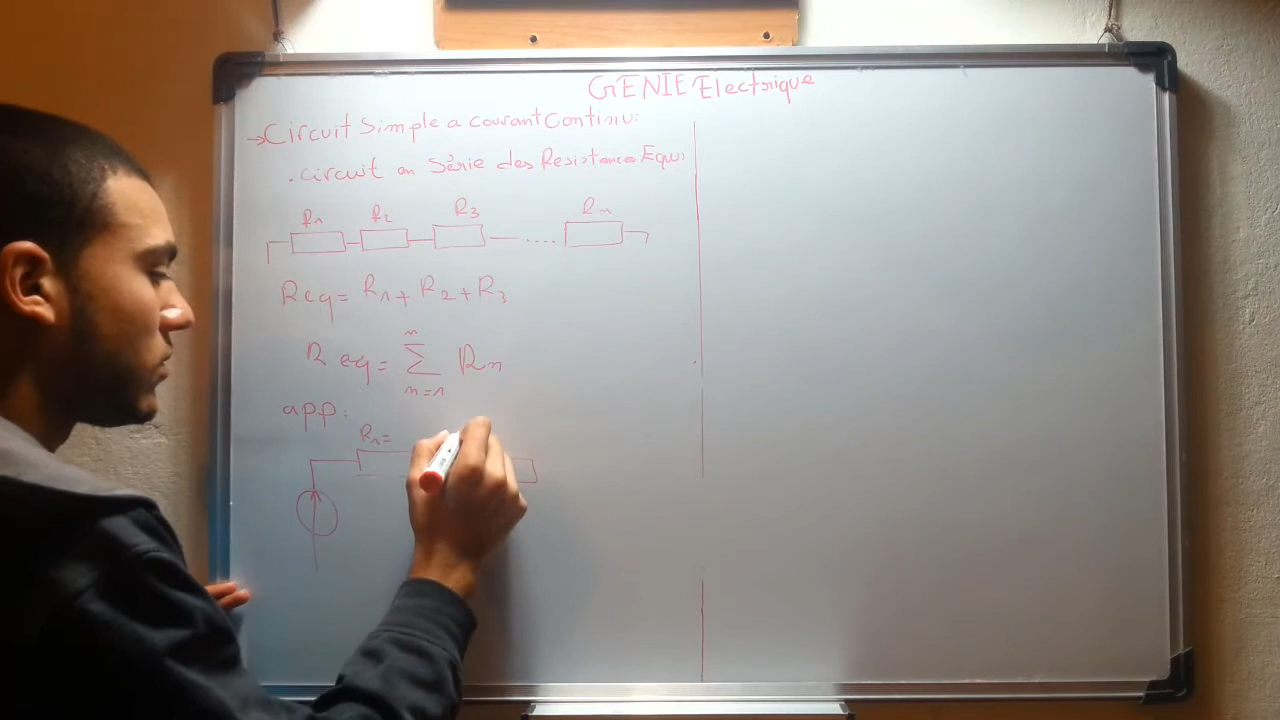 GENIE Electrique
→Circuit Simple a courant Continu:
. circuit en Série des Resistances Equi:
R1 R2 R3 .... Rn
Req= R1+ R2+R3
n
Req= ∑ Rn
n=1
app:
R1=